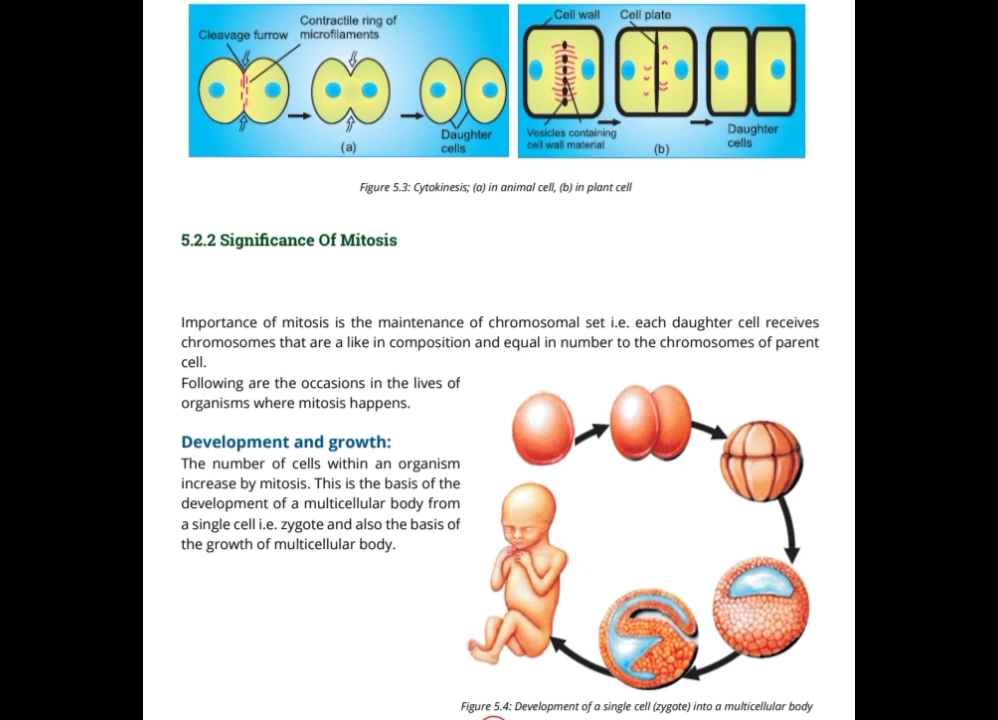 Cleavage furrow
Contractile ring of
microfilaments
Daughter
cells
(a)
Cell wall
Cell plate
Vesicles containing
cell wall material
(b)
Daughter
cells
Figure 5.3: Cytokinesis; (a) in animal cell, (b) in plant cell
5.2.2 Significance Of Mitosis
Importance of mitosis is the maintenance of chromosomal set i.e. each daughter cell receives
chromosomes that are a like in composition and equal in number to the chromosomes of parent
cell.
Following are the occasions in the lives of
organisms where mitosis happens.
Development and growth:
The number of cells within an organism
increase by mitosis. This is the basis of the
development of a multicellular body from
a single cell i.e. zygote and also the basis of
the growth of multicellular body.
Figure 5.4: Development of a single cell (zygote) into a multicellular body